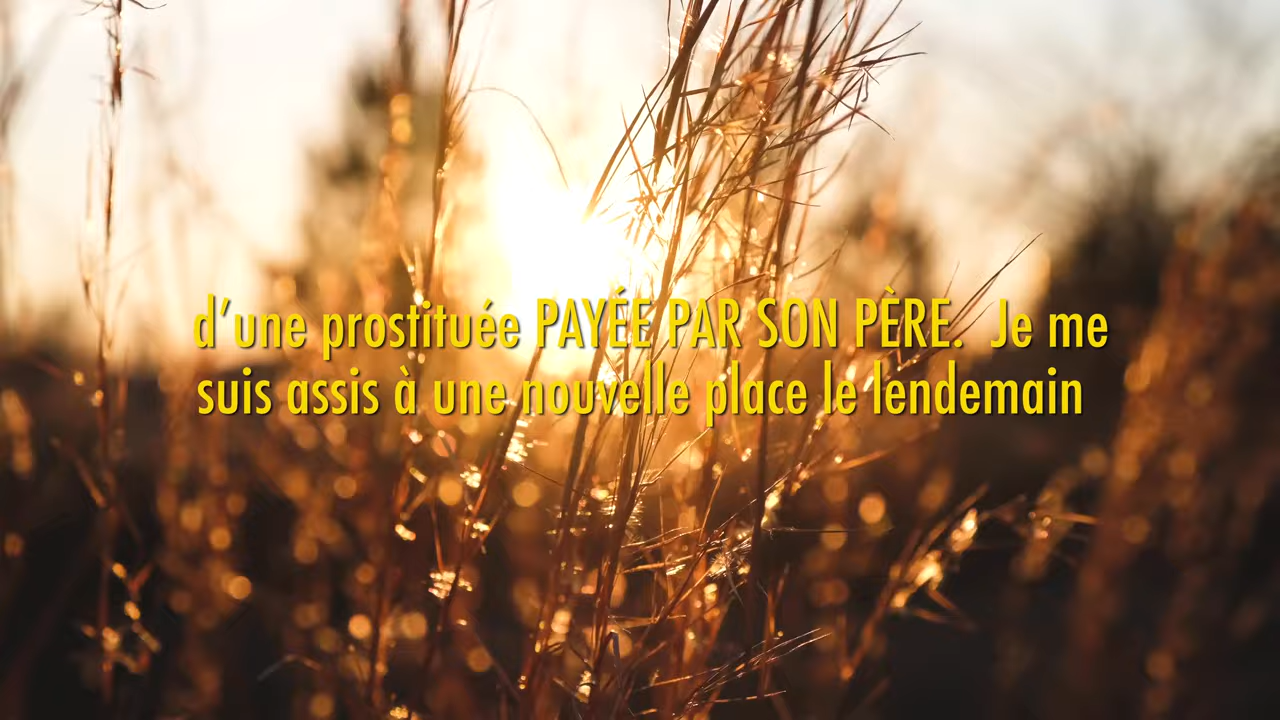 d’une prostituée PAYÉE PAR SON PÈRE. Je me
suis assis à une nouvelle place le lendemain